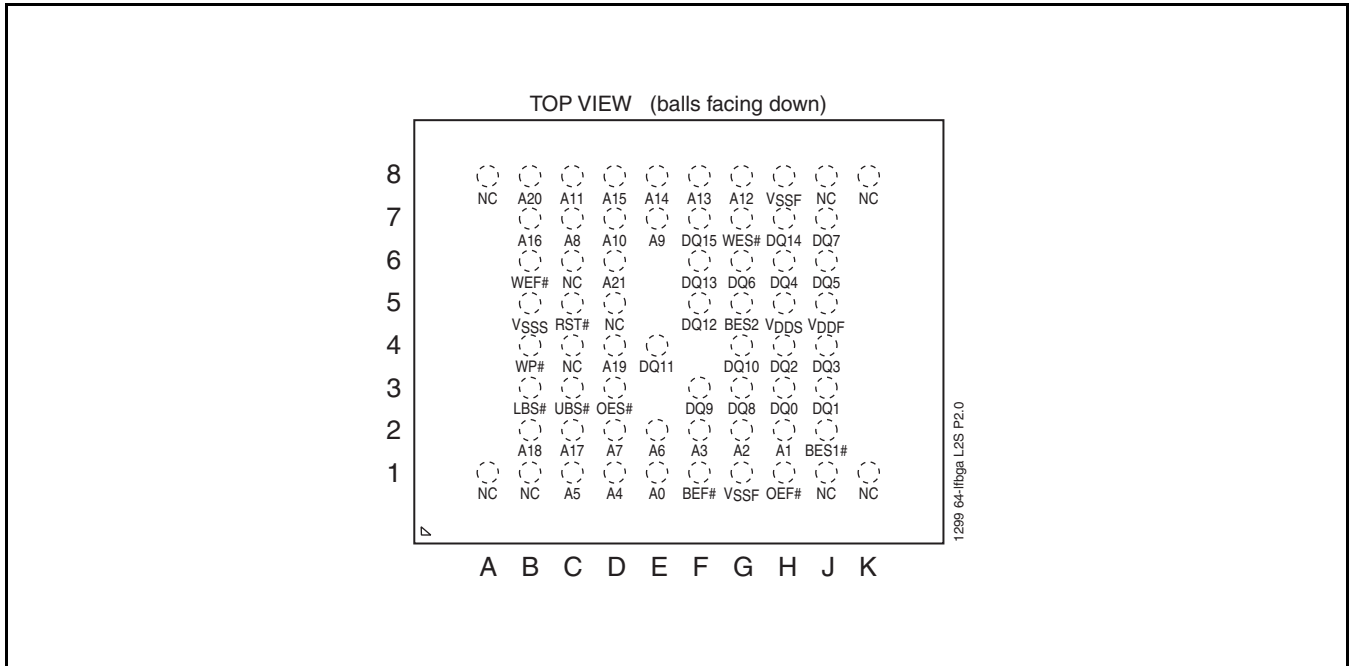 TOP VIEW (balls facing down)
8
NC A20 A11 A15 A14 A13 A12 VSSF NC NC
7
A16 A8 A10 A9 DQ15 WES# DQ14 DQ7
6
WEF# NC A21 DQ13 DQ6 DQ4 DQ5
5
VSSS RST# NC DQ12 BES2 VDDS VDDF
4
WP# NC A19 DQ11 DQ10 DQ2 DQ3
3
LBS# UBS# OES# DQ9 DQ8 DQ0 DQ1
2
A18 A17 A7 A6 A3 A2 A1 BES1#
1
NC NC A5 A4 A0 BEF# VSSF OEF# NC NC
A B C D E F G H J K
1299 64-lfbga L2S P2.0